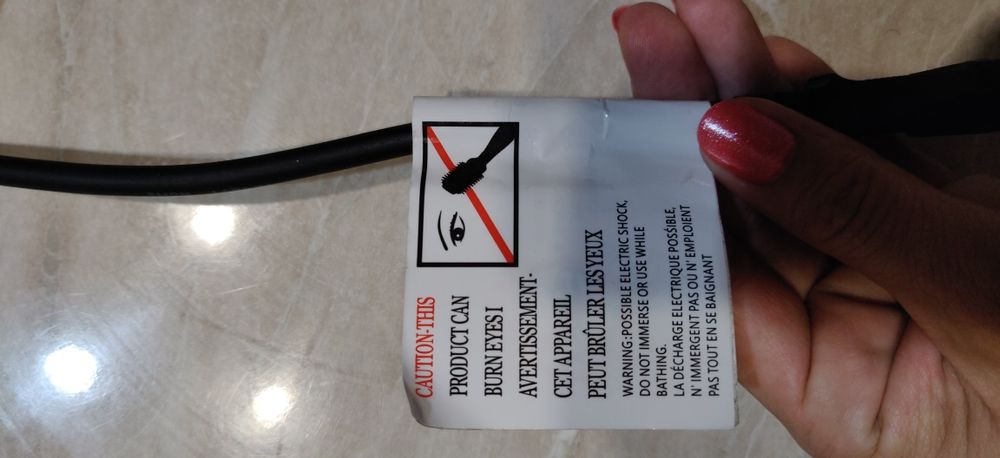 CAUTION-THIS
PRODUCT CAN
BURN EYES I
AVERTISSEMENT-
CET APPAREIL
PEUT BRÛLER LES YEUX
WARNING:POSSIBLE ELECTRIC SHOCK,
DO NOT IMMERSE OR USE WHILE
BATHING.
LA DÉCHARGE ELECTRIQUE POSSIBLE,
N' IMMERGENT PAS OU N' EMPLOIENT
PAS TOUT EN SE BAIGNANT